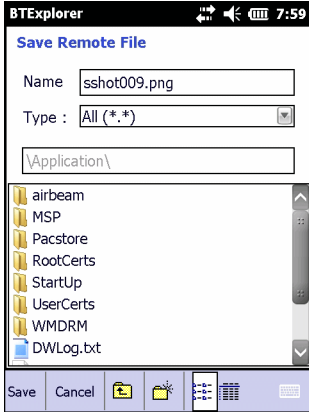 BTExplorer 7:59
Save Remote File
Name sshot009.png
Type : All (*.*)
\Application\
airbeam
MSP
Pacstore
RootCerts
StartUp
UserCerts
WMDRM
DWLog.txt
Save Cancel